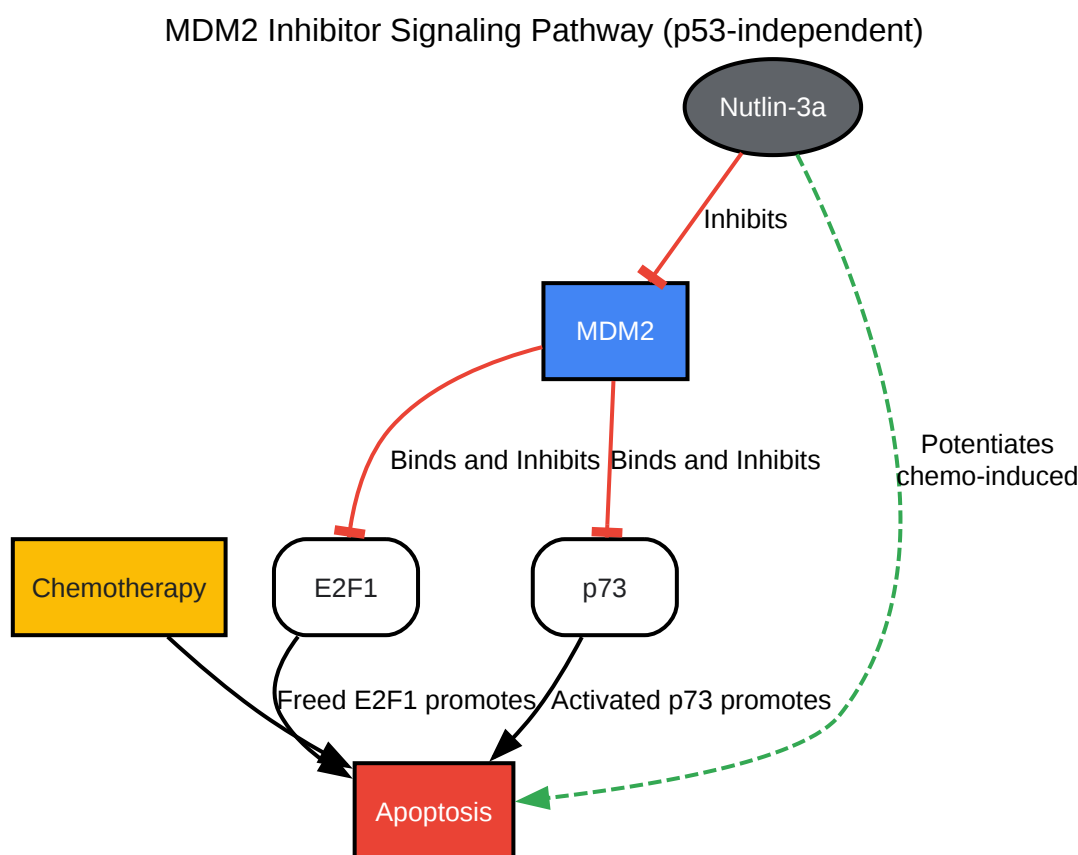 MDM2 Inhibitor Signaling Pathway (p53-independent)
Nutlin-3a
Inhibits
MDM2
Potentiates
chemo-induced
Binds and Inhibits
Binds and Inhibits
Chemotherapy
E2F1
p73
Freed E2F1 promotes
Activated p73 promotes
Apoptosis